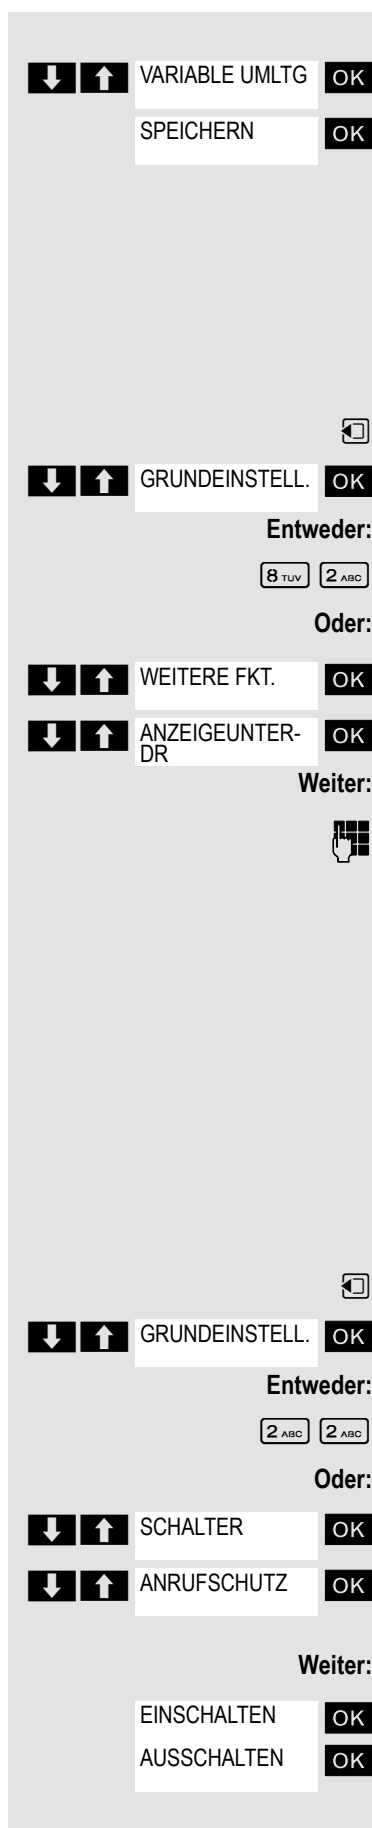 VARIABLE UMLTG OK
SPEICHERN OK
GRUNDEINSTELL. OK
Entweder:
8 TUV 2 ABC
Oder:
WEITERE FKT. OK
ANZEIGEUNTER- OK
DR
Weiter:
GRUNDEINSTELL. OK
Entweder:
2 ABC 2 ABC
Oder:
SCHALTER OK
ANRUFSCHUTZ OK
Weiter:
EINSCHALTEN OK
AUSSCHALTEN OK